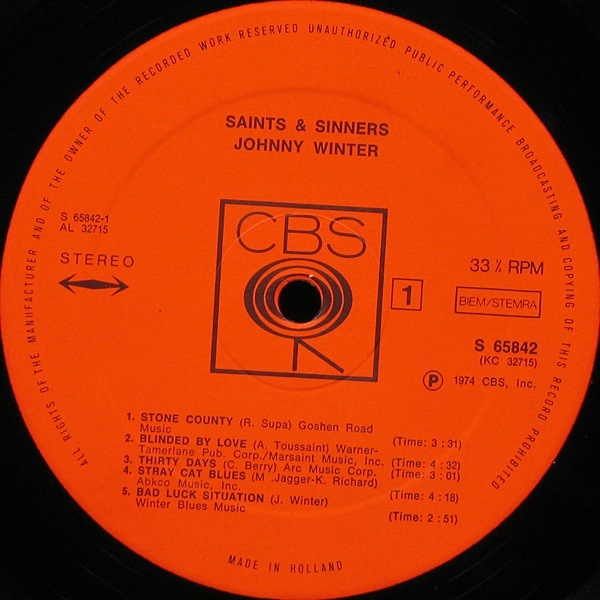 ALL RIGHTS OF THE MANUFACTURER AND OF THE OWNER OF THE RECORDED WORK RESERVED UNAUTHORIZED PUBLIC PERFORMANCE BROADCASTING AND COPYING OF THIS RECORD PROHIBITED
SAINTS & SINNERS
JOHNNY WINTER
S 65842-1
AL 32715
STEREO
CBS
1
33 ⅓ RPM
BIEM/STEMRA
S 65842
(KC 32715)
℗ 1974 CBS, Inc.
1. STONE COUNTY (R. Supa) Goshen Road
Music (Time: 3 : 31)
2. BLINDED BY LOVE (A. Toussaint) Warner-
Tamerlane Pub. Corp./Marsaint Music, Inc. (Time: 4 : 32)
3. THIRTY DAYS (C. Berry) Arc Music Corp. (Time: 3 : 01)
4. STRAY CAT BLUES (M .Jagger-K. Richard)
Abkco Music, Inc. (Time: 4 : 18)
5. BAD LUCK SITUATION (J. Winter)
Winter Blues Music (Time: 2 : 51)
MADE IN HOLLAND